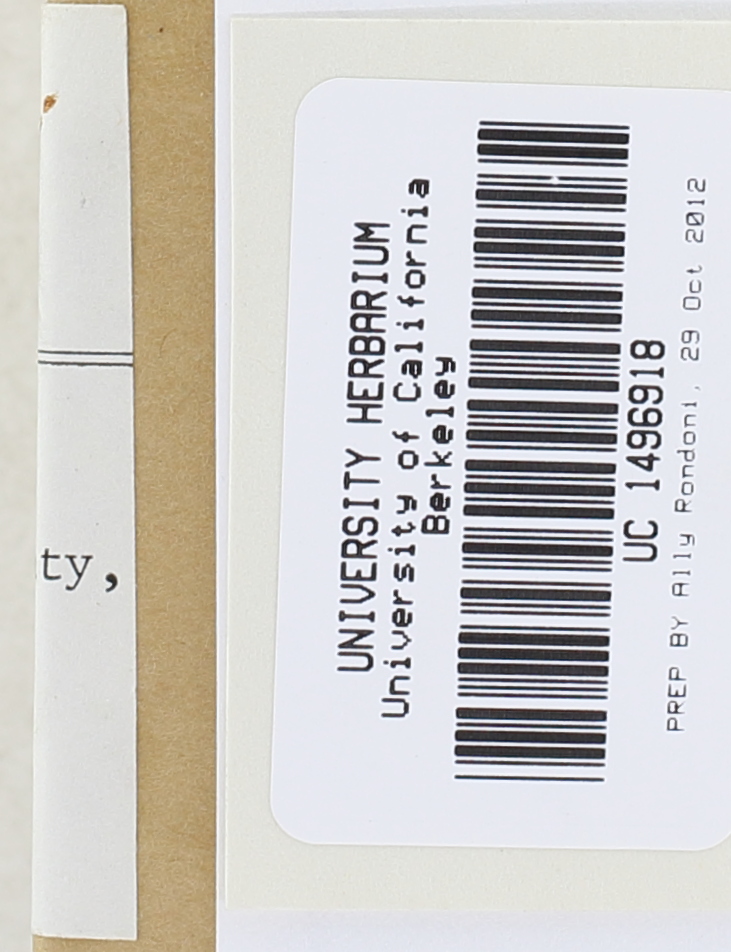 ty,
UNIVERSITY HERBARIUM
University of California
Berkeley
UC 1496918
PREP BY Ally Rondoni, 29 Oct 2012